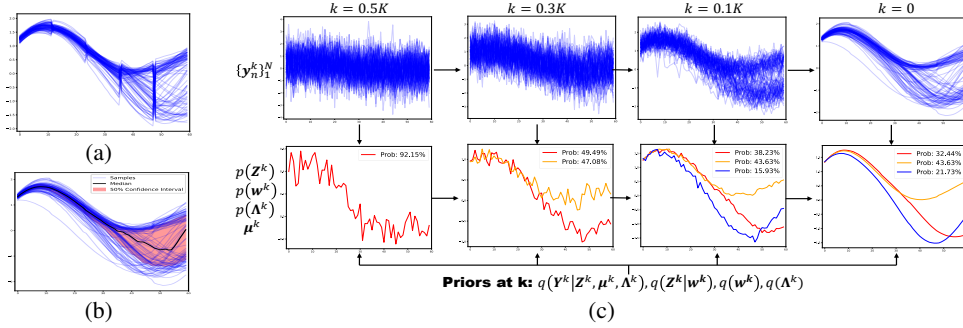 k = 0.5K
k = 0.3K
k = 0.1K
k = 0
{y_n^k}_1^N
(a)
Samples
Median
50% Confidence Interval
(b)
p(Z^k)
p(w^k)
p(Λ^k)
μ^k
Prob: 92.15%
Prob: 49.49%
Prob: 47.08%
Prob: 38.23%
Prob: 43.63%
Prob: 15.93%
Prob: 32.44%
Prob: 43.63%
Prob: 21.73%
Priors at k: q(Y^k|Z^k, μ^k, Λ^k), q(Z^k|w^k), q(w^k), q(Λ^k)
(c)